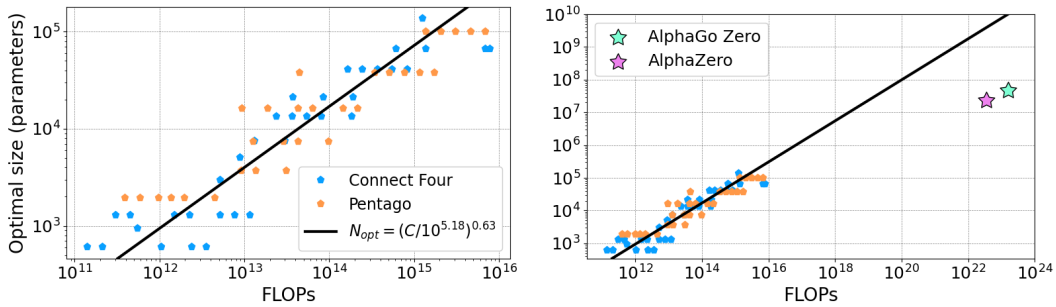 Optimal size (parameters)
10^5
10^4
10^3
Connect Four
Pentago
N_opt = (C/10^5.18)^0.63
10^11 10^12 10^13 10^14 10^15 10^16
FLOPs
10^10
10^9
10^8
10^7
10^6
10^5
10^4
10^3
AlphaGo Zero
AlphaZero
10^12 10^14 10^16 10^18 10^20 10^22 10^24
FLOPs